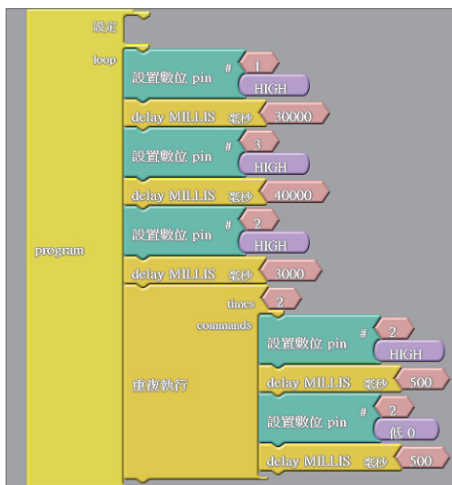 設定
loop
設置數位 pin # 1
HIGH
delay MILLIS 毫秒 30000
設置數位 pin # 3
HIGH
delay MILLIS 毫秒 40000
設置數位 pin # 2
HIGH
program
delay MILLIS 毫秒 3000
重複執行
times 2
commands
設置數位 pin # 2
HIGH
delay MILLIS 毫秒 500
設置數位 pin # 2
低 0
delay MILLIS 毫秒 500